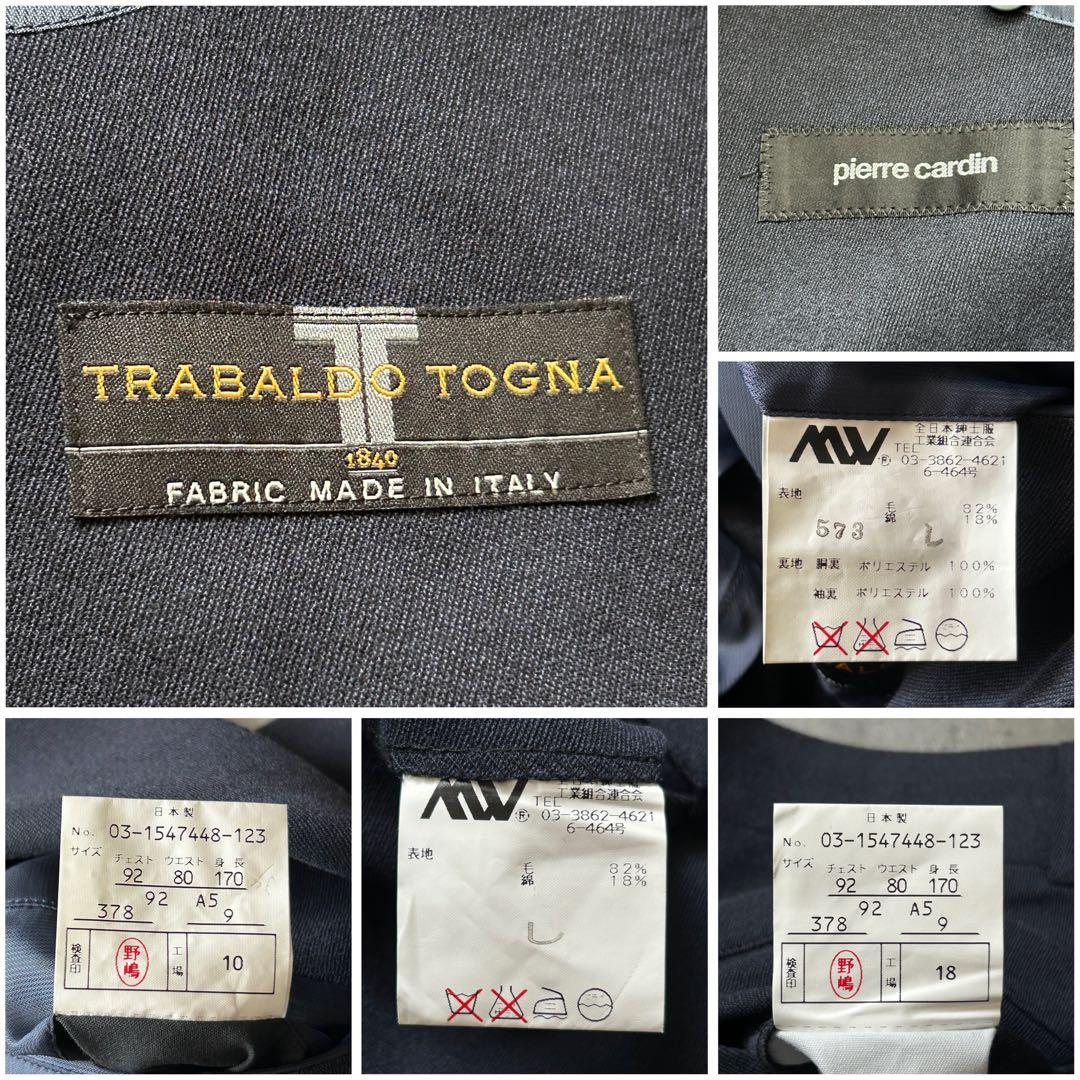 TRABALDO TOGNA
1840
FABRIC MADE IN ITALY
pierre cardin
MW
全日本紳士服
工業組合連合会
TEL
® 03-3862-4621
6-464号
表地
毛 82%
綿 18%
573 L
裏地 胴裏 ポリエステル 100%
袖裏 ポリエステル 100%
日本製
No. 03-1547448-123
サイズ
チェスト ウエスト 身長
92 80 170
92 A5
378 9
検査印 野嶋 工場 10
MW
工業組合連合会
TEL
® 03-3862-4621
6-464号
表地
毛 82%
綿 18%
L
日本製
No. 03-1547448-123
サイズ
チェスト ウエスト 身長
92 80 170
92 A5
378 9
検査印 野嶋 工場 18